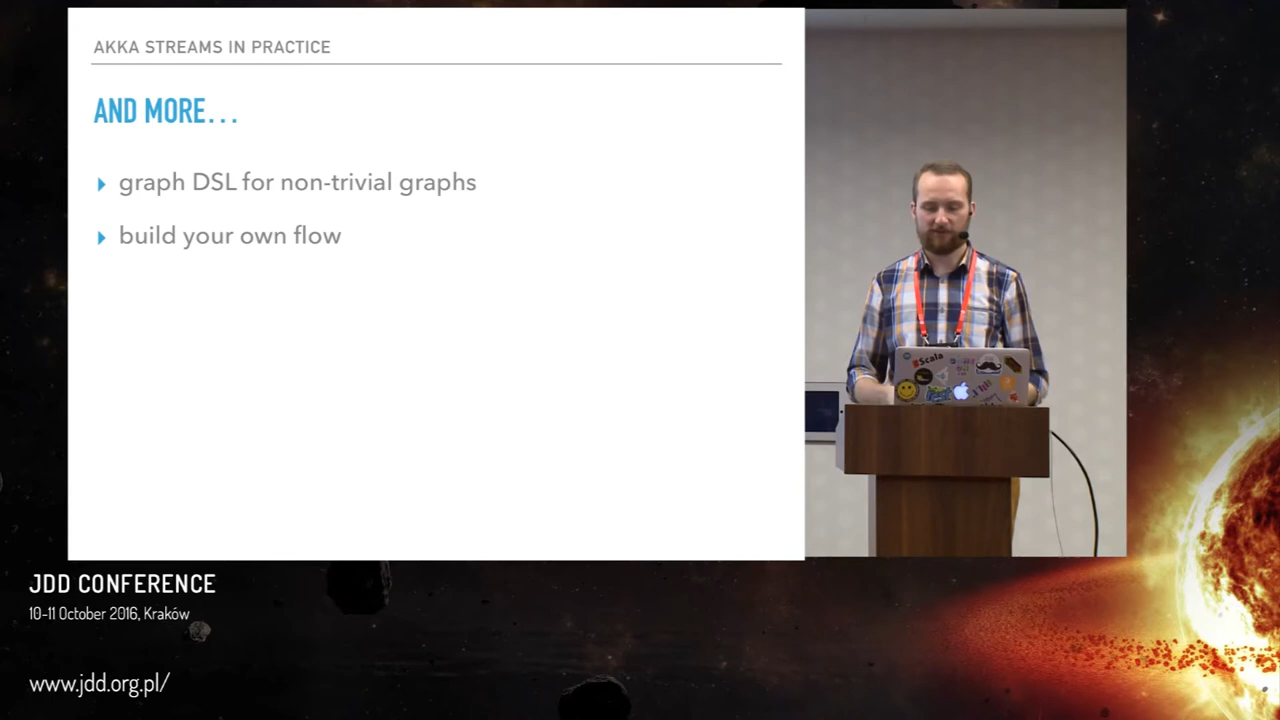 AKKA STREAMS IN PRACTICE
AND MORE...
graph DSL for non-trivial graphs
build your own flow
Scala
JDD CONFERENCE
10-11 October 2016, Kraków
www.jdd.org.pl/